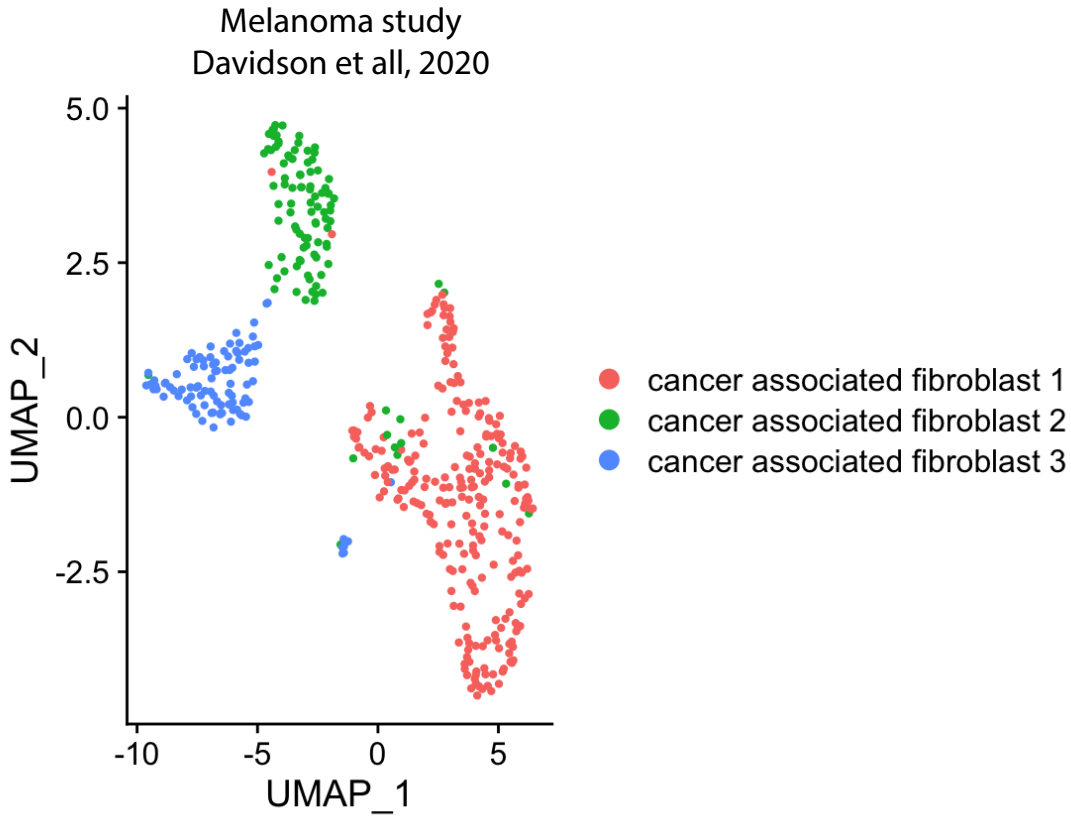 Melanoma study
Davidson et all, 2020
5.0
2.5
0.0
-2.5
UMAP_2
-10
-5
0
5
UMAP_1
cancer associated fibroblast 1
cancer associated fibroblast 2
cancer associated fibroblast 3